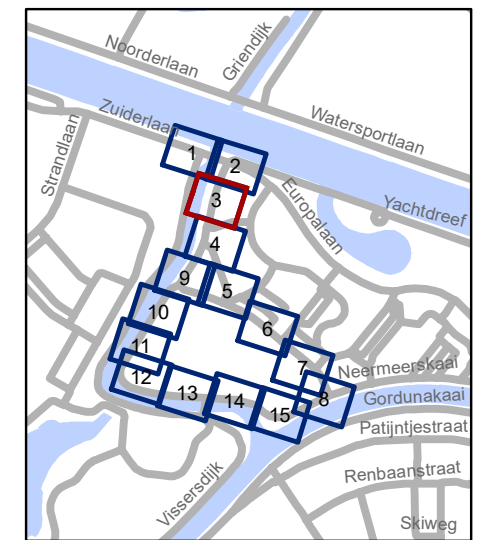 Noorderlaan
Griendijk
Watersportlaan
Zuiderlaan
Strandlaan
Europalaan
Yachtdreef
1
2
3
4
9
5
10
6
11
7
Neermeerskaai
12
13
14
15
8
Gordunakaai
Patijntjestraat
Renbaanstraat
Vissersdijk
Skiweg